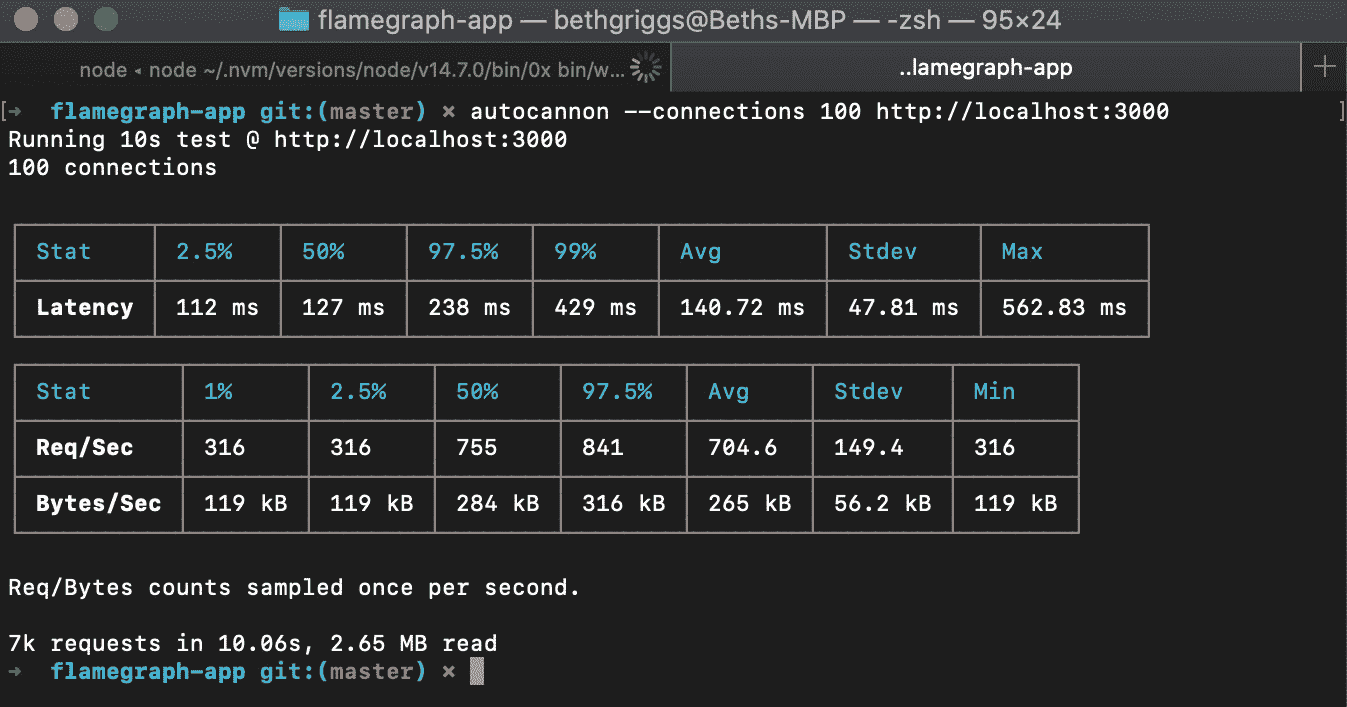 flamegraph-app — bethgriggs@Beths-MBP — -zsh — 95×24
node ◂ node ~/.nvm/versions/node/v14.7.0/bin/0x bin/w... ..lamegraph-app +
[→ flamegraph-app git:(master) × autocannon --connections 100 http://localhost:3000 ]
Running 10s test @ http://localhost:3000
100 connections
Stat 2.5% 50% 97.5% 99% Avg Stdev Max
Latency 112 ms 127 ms 238 ms 429 ms 140.72 ms 47.81 ms 562.83 ms
Stat 1% 2.5% 50% 97.5% Avg Stdev Min
Req/Sec 316 316 755 841 704.6 149.4 316
Bytes/Sec 119 kB 119 kB 284 kB 316 kB 265 kB 56.2 kB 119 kB
Req/Bytes counts sampled once per second.
7k requests in 10.06s, 2.65 MB read
→ flamegraph-app git:(master) ×